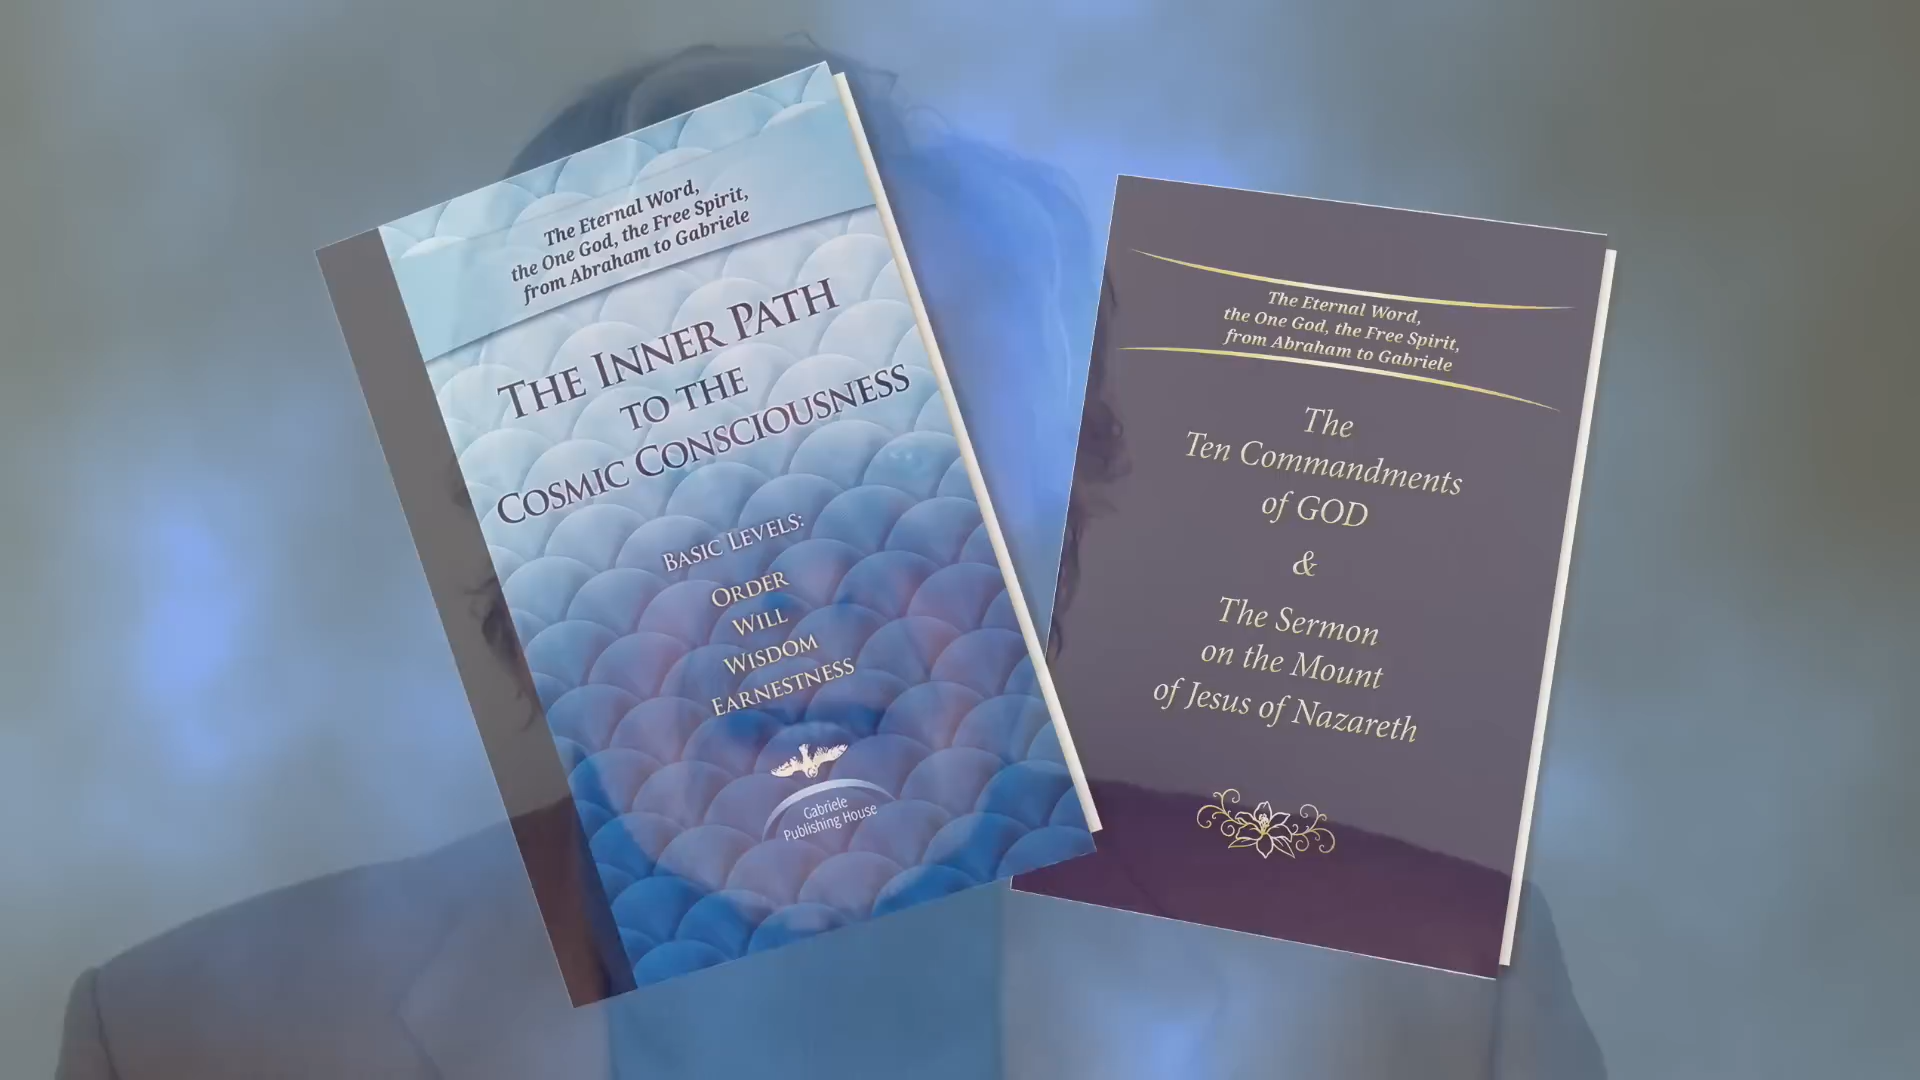 The Eternal Word,
the One God, the Free Spirit,
from Abraham to Gabriele
THE INNER PATH
TO THE
COSMIC CONSCIOUSNESS
BASIC LEVELS:
ORDER
WILL
WISDOM
EARNESTNESS
Gabriele
Publishing House
The Eternal Word,
the One God, the Free Spirit,
from Abraham to Gabriele
The
Ten Commandments
of GOD
&
The Sermon
on the Mount
of Jesus of Nazareth